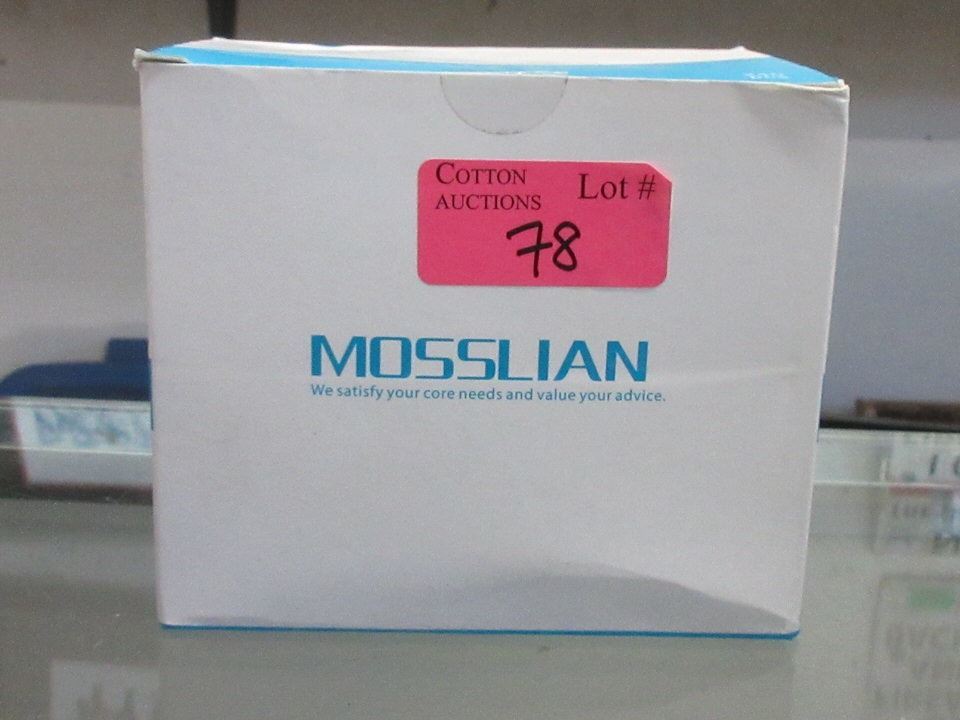 COTTON
AUCTIONS
Lot #
78
MOSSLIAN
We satisfy your core needs and value your advice.